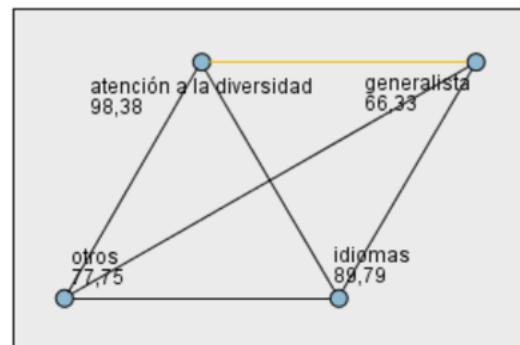 atención a la diversidad
98,38
generalista
66,33
otros
77,75
idiomas
89,79